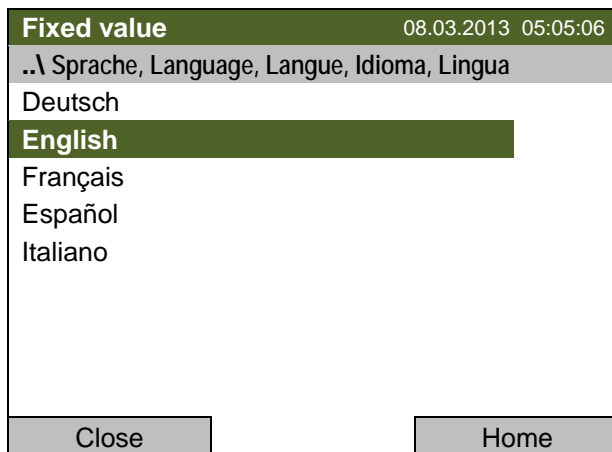 Fixed value 08.03.2013 05:05:06
..\ Sprache, Language, Langue, Idioma, Lingua
Deutsch
English
Français
Español
Italiano
Close Home